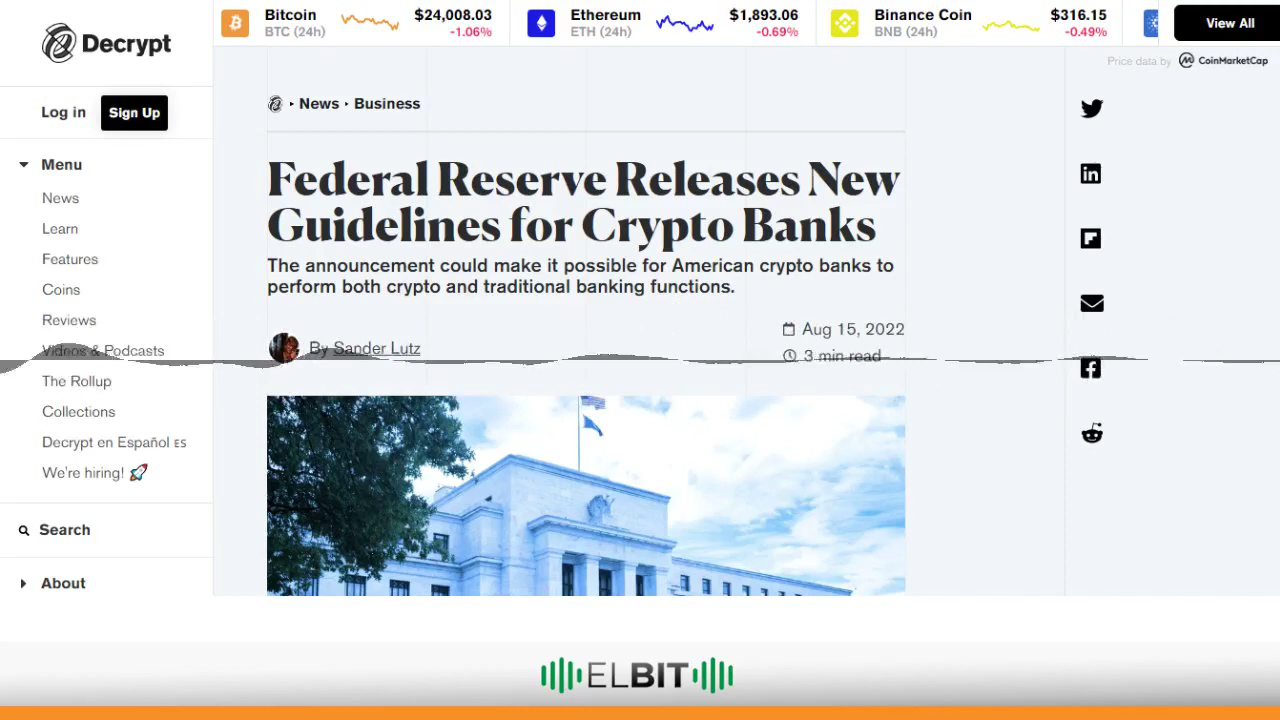 Decrypt
Bitcoin
BTC (24h)
$24,008.03
-1.06%
Ethereum
ETH (24h)
$1,893.06
-0.69%
Binance Coin
BNB (24h)
$316.15
-0.49%
View All
Price data by CoinMarketCap
Log in
Sign Up
Menu
News
Learn
Features
Coins
Reviews
Videos & Podcasts
The Rollup
Collections
Decrypt en Español ES
We're hiring! 🚀
Search
About
News
Business
Federal Reserve Releases New
Guidelines for Crypto Banks
The announcement could make it possible for American crypto banks to
perform both crypto and traditional banking functions.
By Sander Lutz
Aug 15, 2022
3 min read
ELBIT